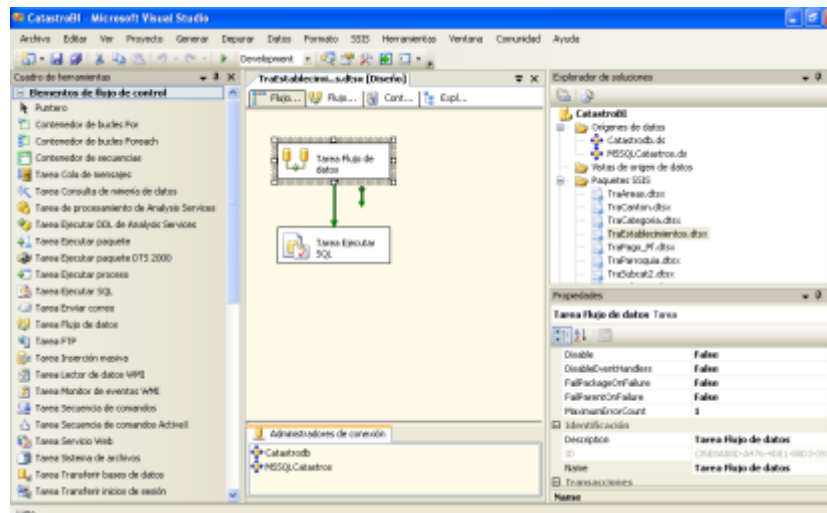 CatastroBI - Microsoft Visual Studio
Archivo Editar Ver Proyecto Generar Depurar Datos Formato SSIS Herramientas Ventana Comunidad Ayuda
Development
Cuadro de herramientas
Elementos de flujo de control
Puntero
Contenedor de bucles For
Contenedor de bucles Foreach
Contenedor de secuencias
Tarea Cola de mensajes
Tarea Consulta de minería de datos
Tarea de procesamiento de Analysis Services
Tarea Ejecutar DDL de Analysis Services
Tarea Ejecutar paquete
Tarea Ejecutar paquete DTS 2000
Tarea Ejecutar proceso
Tarea Ejecutar SQL
Tarea Enviar correo
Tarea Flujo de datos
Tarea FTP
Tarea Inserción masiva
Tarea Lector de datos WMI
Tarea Monitor de eventos WMI
Tarea Secuencia de comandos
Tarea Secuencia de comandos ActiveX
Tarea Servicio Web
Tarea Sistema de archivos
Tarea Transferir bases de datos
Tarea Transferir inicios de sesión
TraEstablecimi...s.dtsx [Diseño]
Flujo... Flujo... Cont... Expl...
Tarea Flujo de
datos
Tarea Ejecutar
SQL
Administradores de conexión
Catastrodb
MSSQLCatastros
Explorador de soluciones
CatastroBI
Orígenes de datos
Catastrodb.ds
MSSQLCatastros.ds
Vistas de origen de datos
Paquetes SSIS
TraAreas.dtsx
TraCanton.dtsx
TraCategoria.dtsx
TraEstablecimientos.dtsx
TraPago_Mf.dtsx
TraParroquia.dtsx
TraSubcat2.dtsx
Propiedades
Tarea Flujo de datos Tarea
Disable False
DisableEventHandlers False
FailPackageOnFailure False
FailParentOnFailure False
MaximumErrorCount 1
Identificación
Description Tarea Flujo de datos
ID
Name Tarea Flujo de datos
Transacciones
Name